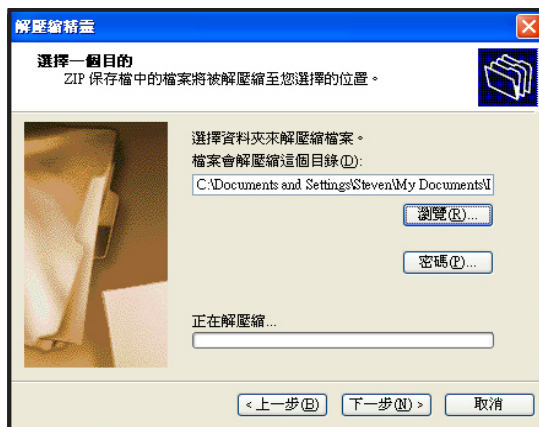 解壓縮精靈
選擇一個目的
ZIP 保存檔中的檔案將被解壓縮至您選擇的位置。
選擇資料夾來解壓縮檔案。
檔案會解壓縮這個目錄(D):
C:\Documents and Settings\Steven\My Documents\I
瀏覽(R)...
密碼(P)...
正在解壓縮...
<上一步(B) 下一步(N)> 取消